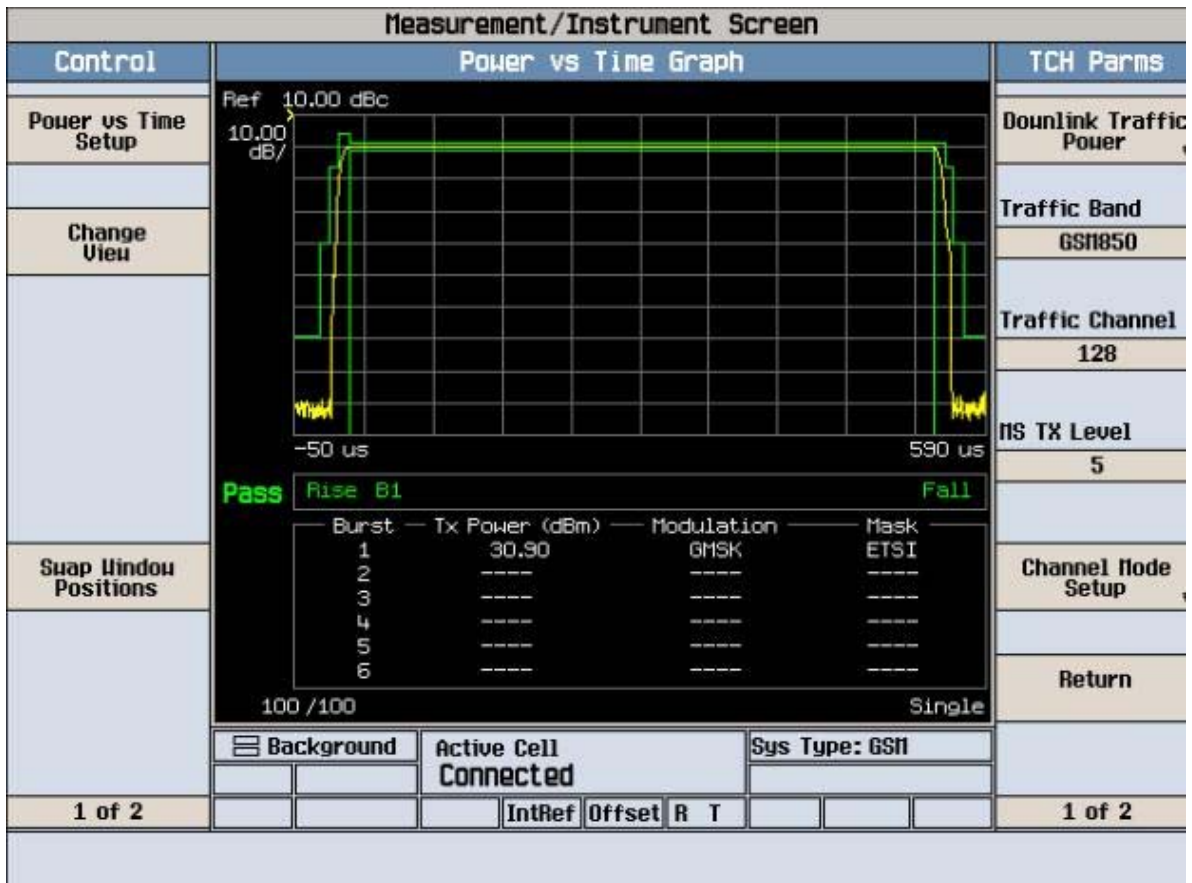 Measurement/Instrument Screen
Control
Power vs Time Graph
TCH Parms
Power vs Time
Setup
Change
View
Swap Window
Positions
1 of 2
Ref 10.00 dBc
10.00
dB/
-50 us
590 us
Pass
Rise B1
Fall
Burst Tx Power (dBm) Modulation Mask
1 30.90 GMSK ETSI
2 ---- ---- ----
3 ---- ---- ----
4 ---- ---- ----
5 ---- ---- ----
6 ---- ---- ----
100 /100
Single
Background
Active Cell
Connected
Sys Type: GSM
IntRef Offset R T
Downlink Traffic
Power
Traffic Band
GSM850
Traffic Channel
128
MS TX Level
5
Channel Mode
Setup
Return
1 of 2